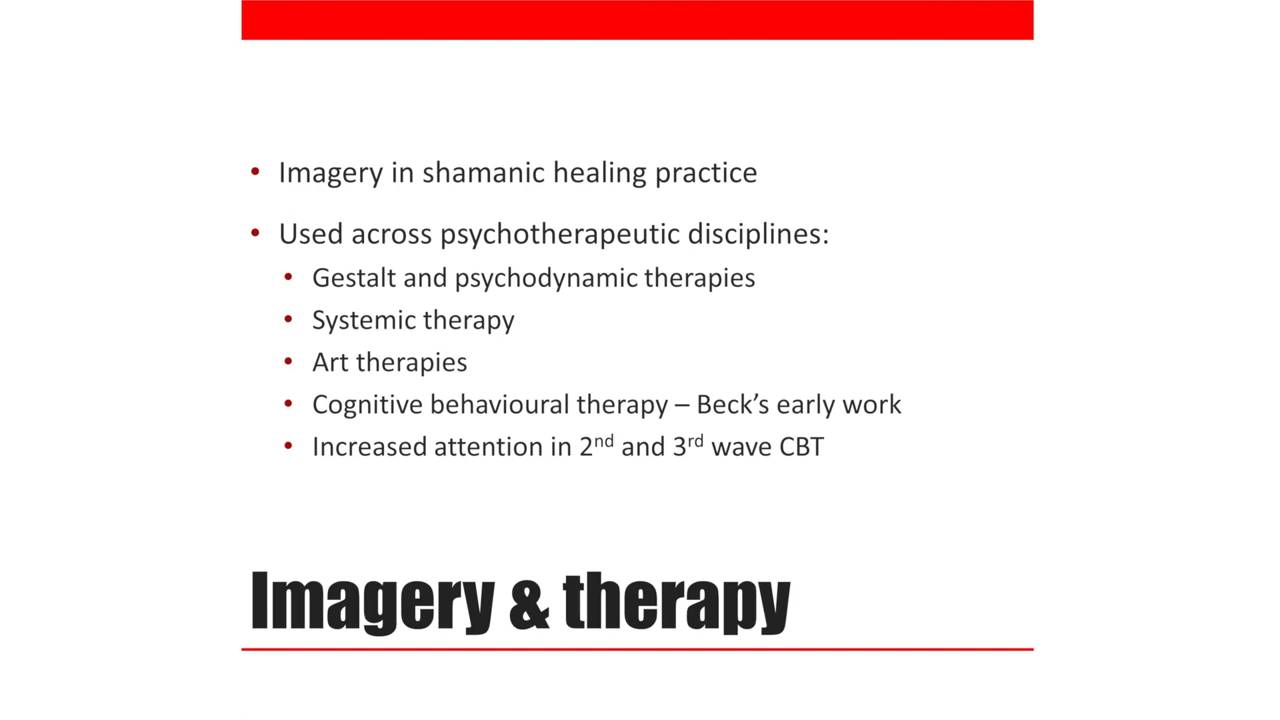 • Imagery in shamanic healing practice
• Used across psychotherapeutic disciplines:
• Gestalt and psychodynamic therapies
• Systemic therapy
• Art therapies
• Cognitive behavioural therapy – Beck’s early work
• Increased attention in 2nd and 3rd wave CBT
Imagery & therapy